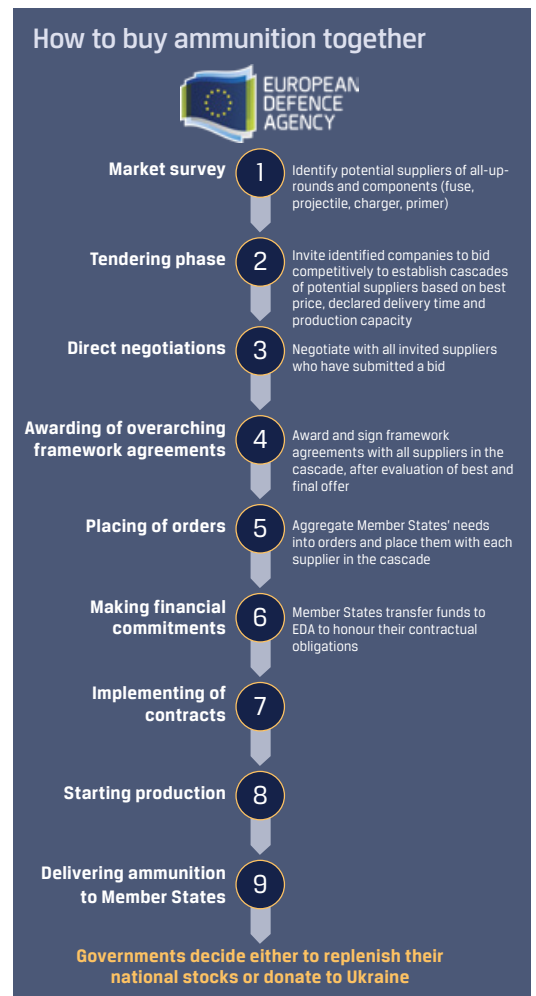 How to buy ammunition together
EUROPEAN
DEFENCE
AGENCY
Market survey
1
Identify potential suppliers of all-up-
rounds and components (fuse,
projectile, charger, primer)
Tendering phase
2
Invite identified companies to bid
competitively to establish cascades
of potential suppliers based on best
price, declared delivery time and
production capacity
Direct negotiations
3
Negotiate with all invited suppliers
who have submitted a bid
Awarding of overarching
framework agreements
4
Award and sign framework
agreements with all suppliers in the
cascade, after evaluation of best and
final offer
Placing of orders
5
Aggregate Member States' needs
into orders and place them with each
supplier in the cascade
Making financial
commitments
6
Member States transfer funds to
EDA to honour their contractual
obligations
Implementing of
contracts
7
Starting production
8
Delivering ammunition
to Member States
9
Governments decide either to replenish their
national stocks or donate to Ukraine